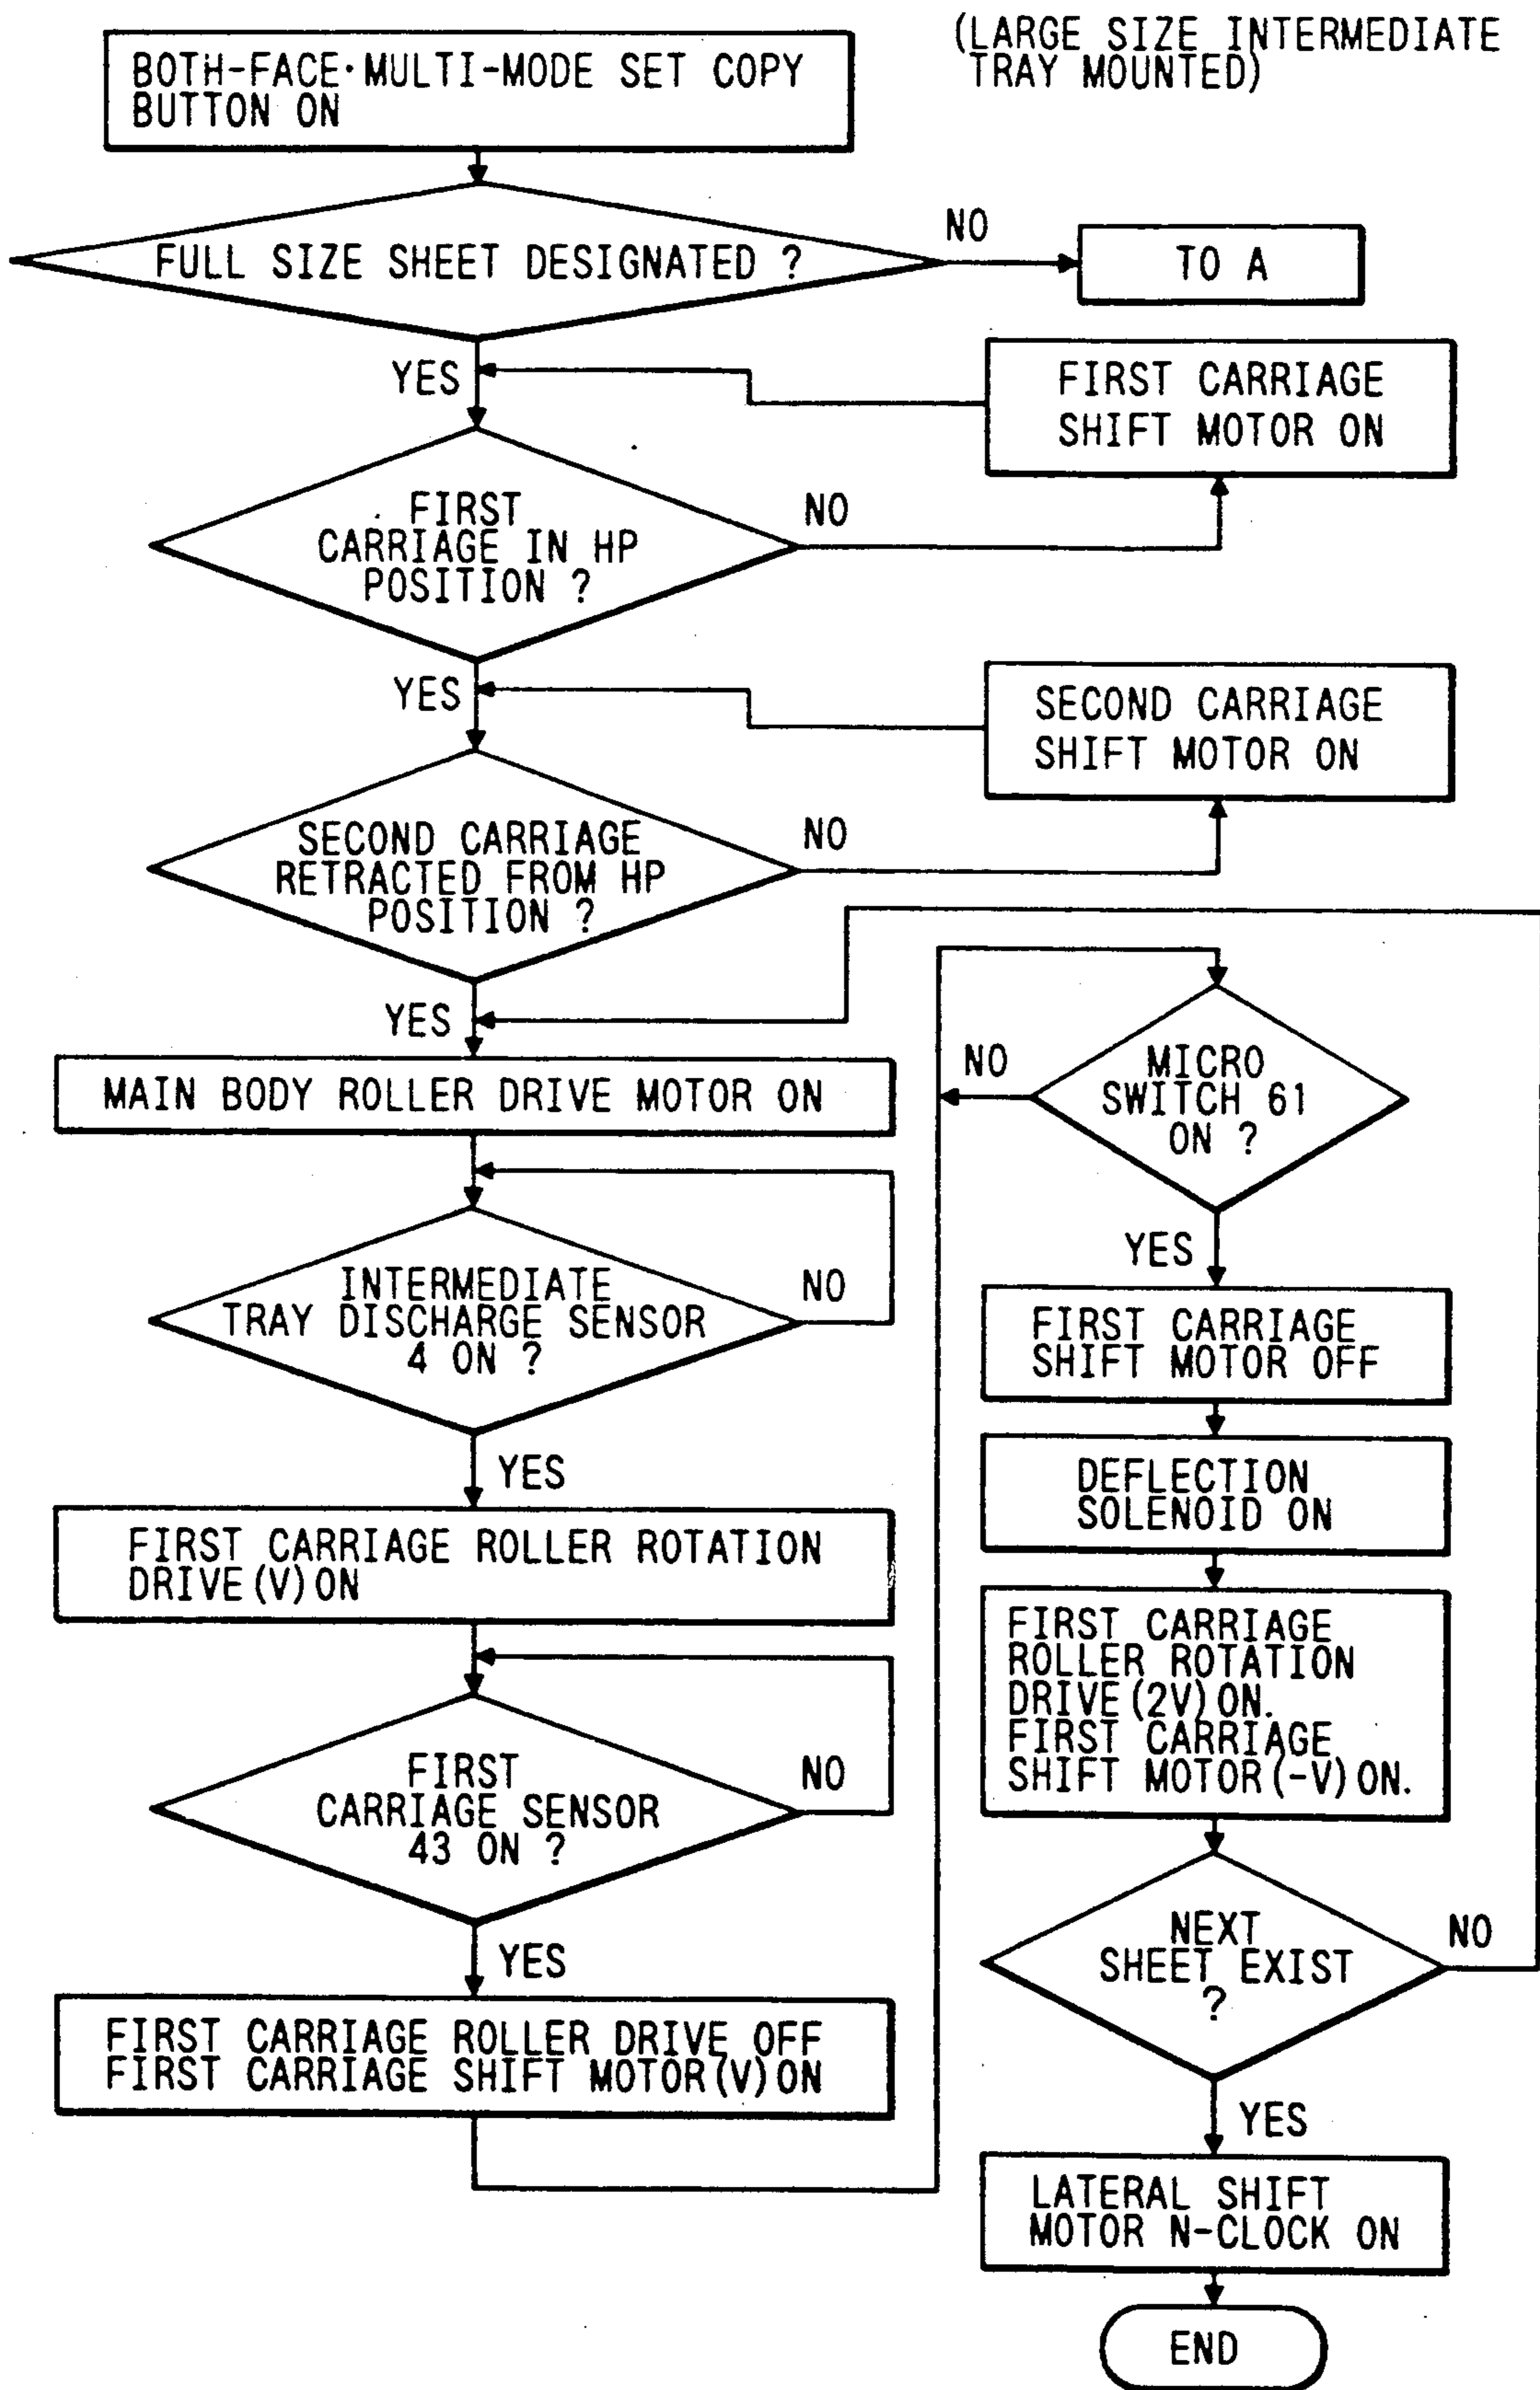 (LARGE SIZE INTERMEDIATE
TRAY MOUNTED)
BOTH-FACE·MULTI-MODE SET COPY
BUTTON ON
FULL SIZE SHEET DESIGNATED ?
NO
TO A
YES
FIRST CARRIAGE
SHIFT MOTOR ON
FIRST
CARRIAGE IN HP
POSITION ?
NO
YES
SECOND CARRIAGE
SHIFT MOTOR ON
SECOND CARRIAGE
RETRACTED FROM HP
POSITION ?
NO
YES
MAIN BODY ROLLER DRIVE MOTOR ON
INTERMEDIATE
TRAY DISCHARGE SENSOR
4 ON ?
NO
YES
FIRST CARRIAGE ROLLER ROTATION
DRIVE(V)ON
FIRST
CARRIAGE SENSOR
43 ON ?
NO
YES
FIRST CARRIAGE ROLLER DRIVE OFF
FIRST CARRIAGE SHIFT MOTOR(V)ON
MICRO
SWITCH 61
ON ?
NO
YES
FIRST CARRIAGE
SHIFT MOTOR OFF
DEFLECTION
SOLENOID ON
FIRST CARRIAGE
ROLLER ROTATION
DRIVE(2V)ON.
FIRST CARRIAGE
SHIFT MOTOR(-V)ON.
NEXT
SHEET EXIST
?
NO
YES
LATERAL SHIFT
MOTOR N-CLOCK ON
END